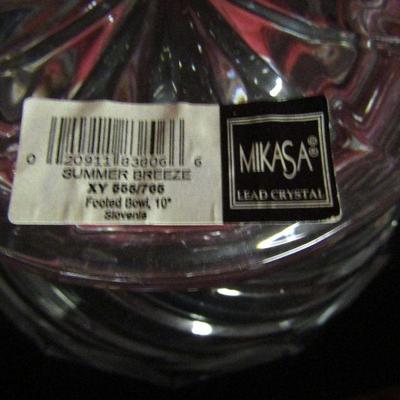 0 20911 83806 6
SUMMER BREEZE
XY 555/765
Footed Bowl, 10"
Slovenia
MIKASA®
LEAD CRYSTAL